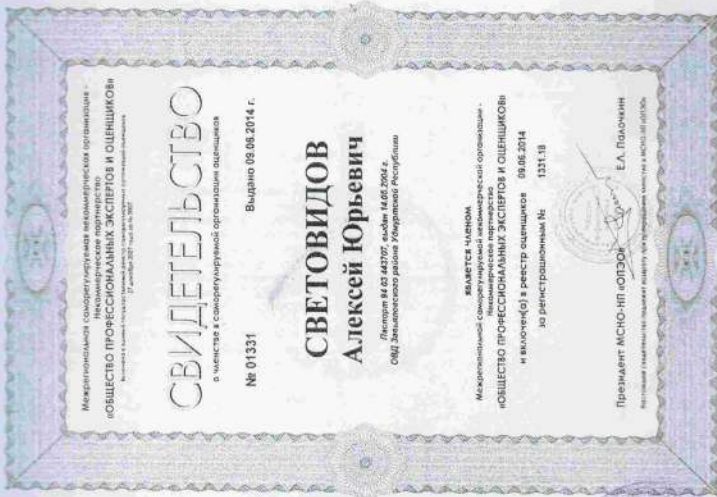 Межрегиональная саморегулируемая некоммерческая организация -
Некоммерческое партнерство
«ОБЩЕСТВО ПРОФЕССИОНАЛЬНЫХ ЭКСПЕРТОВ И ОЦЕНЩИКОВ»
СВИДЕТЕЛЬСТВО
о членстве в саморегулируемой организации оценщиков
№ 01331 Выдано 09.06.2014 г.
СВЕТОВИДОВ
Алексей Юрьевич
Паспорт 94 03 443707, выдан 14.05.2004 г.
ОВД Завьяловского района Удмуртской Республики
ЯВЛЯЕТСЯ ЧЛЕНОМ
Межрегиональной саморегулируемой некоммерческой организации -
Некоммерческое партнерство
«ОБЩЕСТВО ПРОФЕССИОНАЛЬНЫХ ЭКСПЕРТОВ И ОЦЕНЩИКОВ»
и включен(а) в реестр оценщиков 09.06.2014
за регистрационным № 1331.18
Президент МСНО-НП «ОПЭО» Е.Л. Палочкин